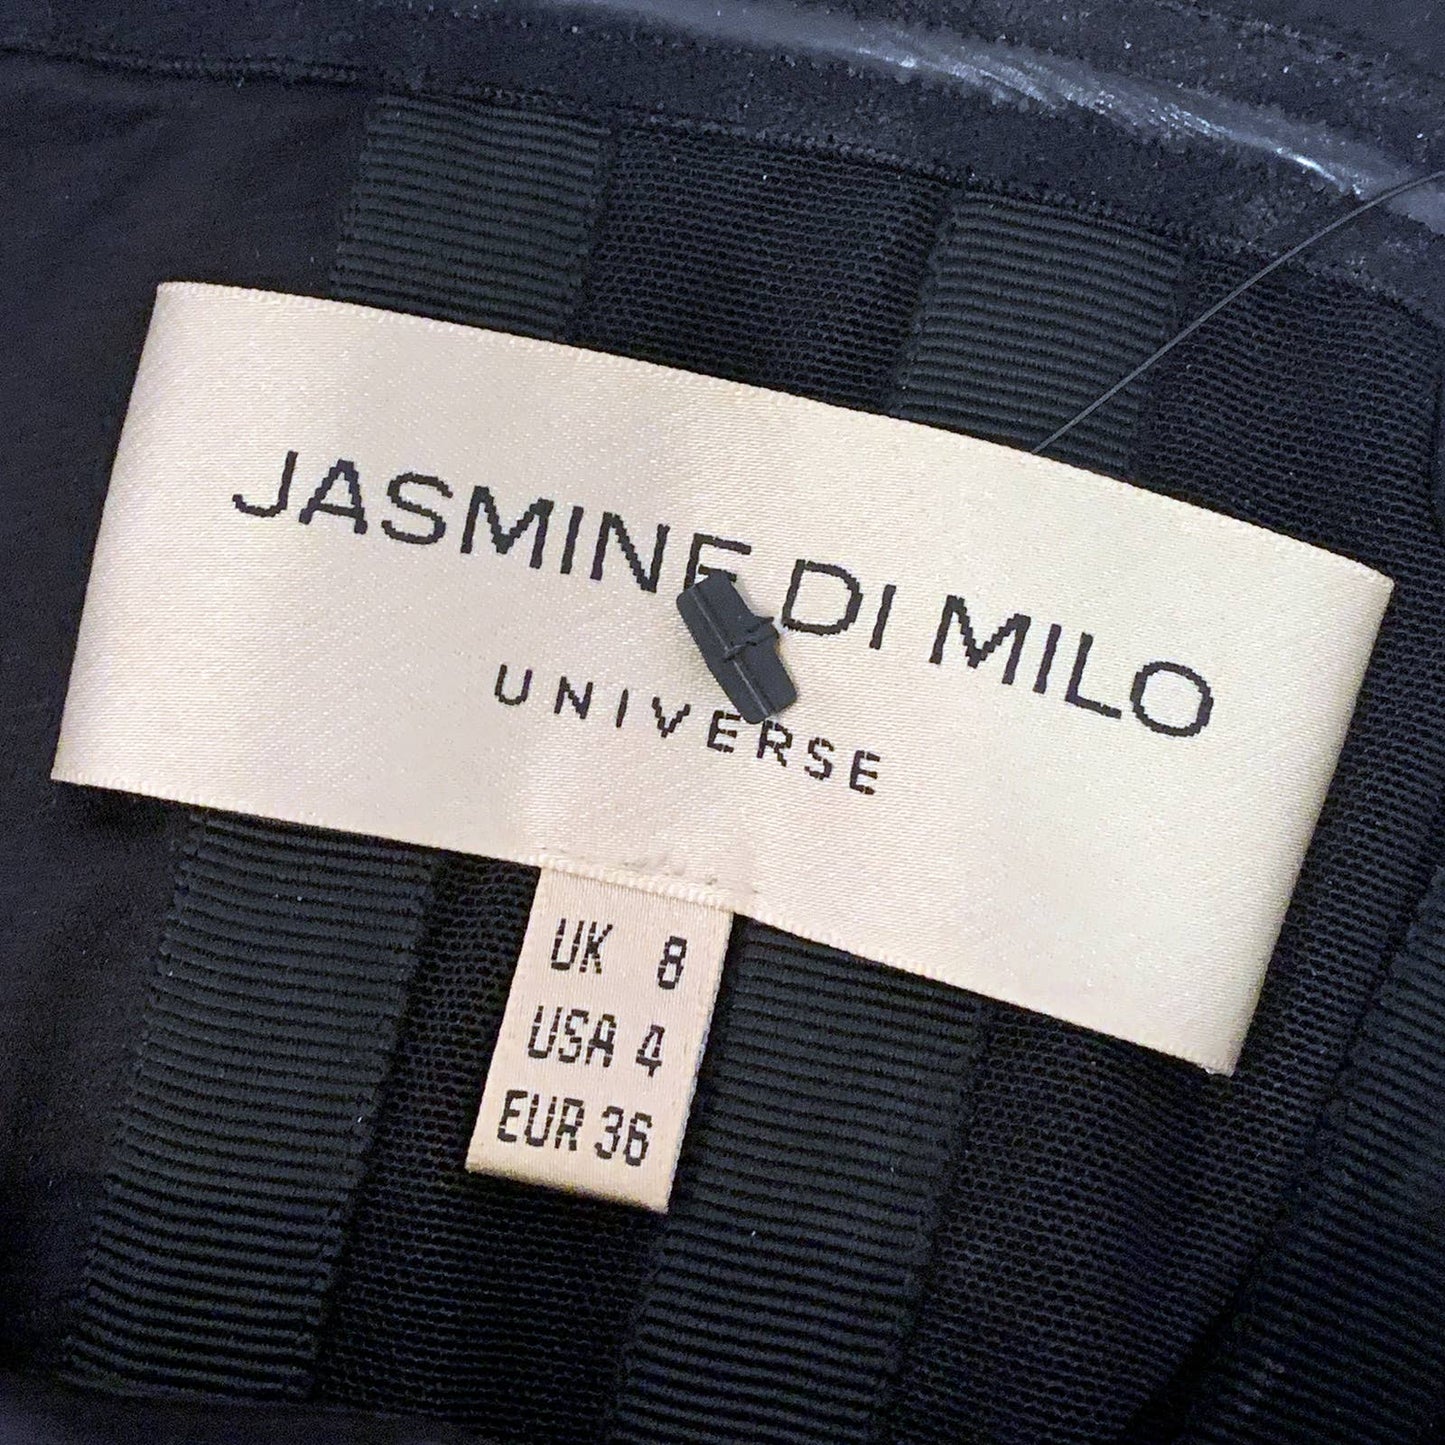 JASMINE DI MILO
UNIVERSE
UK 8
USA 4
EUR 36